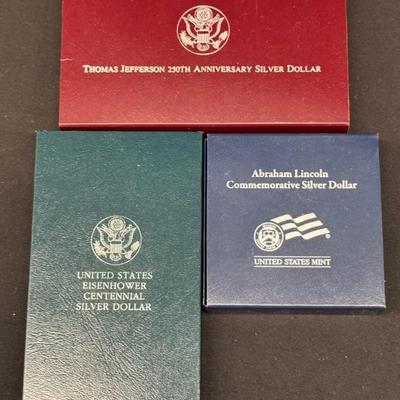 THOMAS JEFFERSON 250TH ANNIVERSARY SILVER DOLLAR
UNITED STATES
EISENHOWER
CENTENNIAL
SILVER DOLLAR
Abraham Lincoln
Commemorative Silver Dollar
UNITED STATES MINT